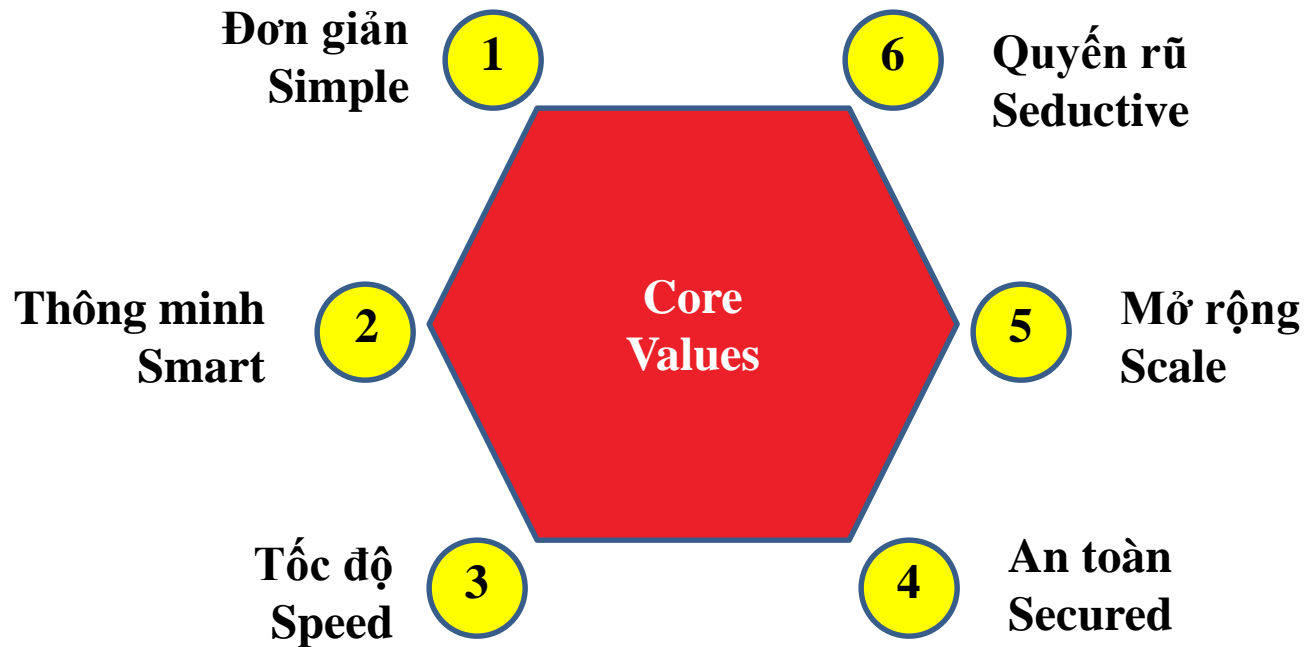 Đơn giản
Simple
1
6
Quyến rũ
Seductive
Thông minh
Smart
2
Core
Values
5
Mở rộng
Scale
Tốc độ
Speed
3
4
An toàn
Secured